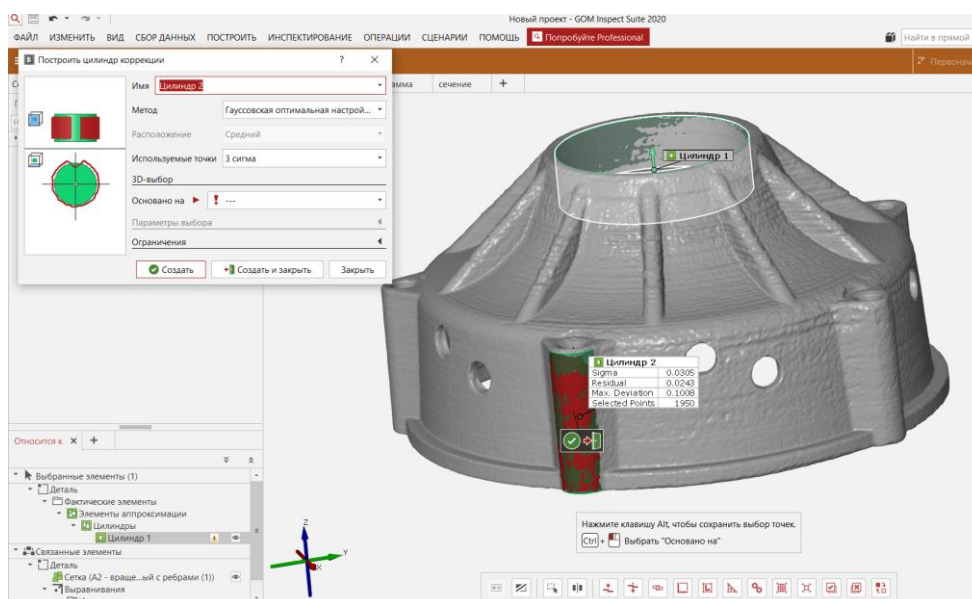 Новый проект - GOM Inspect Suite 2020
ФАЙЛ ИЗМЕНИТЬ ВИД СБОР ДАННЫХ ПОСТРОИТЬ ИНСПЕКТИРОВАНИЕ ОПЕРАЦИИ СЦЕНАРИИ ПОМОЩЬ Попробуйте Professional Найти в прямой
Построить цилиндр коррекции ? ×
Первонач
амма сечение +
Имя Цилиндр 2
Метод Гауссовская оптимальная настрой...
Расположение Средний
Используемые точки 3 сигма
3D-выбор
Основано на ---
Параметры выбора
Ограничения
Создать Создать и закрыть Закрыть
Цилиндр 1
Цилиндр 2
Sigma 0.0305
Residual 0.0243
Max. Deviation 0.1008
Selected Points 1950
Относится к × +
Выбранные элементы (1)
Деталь
Фактические элементы
Элементы аппроксимации
Цилиндры
Цилиндр 1
Связанные элементы
Деталь
Сетка (A2 - враще...ый с ребрами (1))
Выравнивания
Z
Y
X
Нажмите клавишу Alt, чтобы сохранить выбор точек.
Ctrl + Выбрать "Основано на"